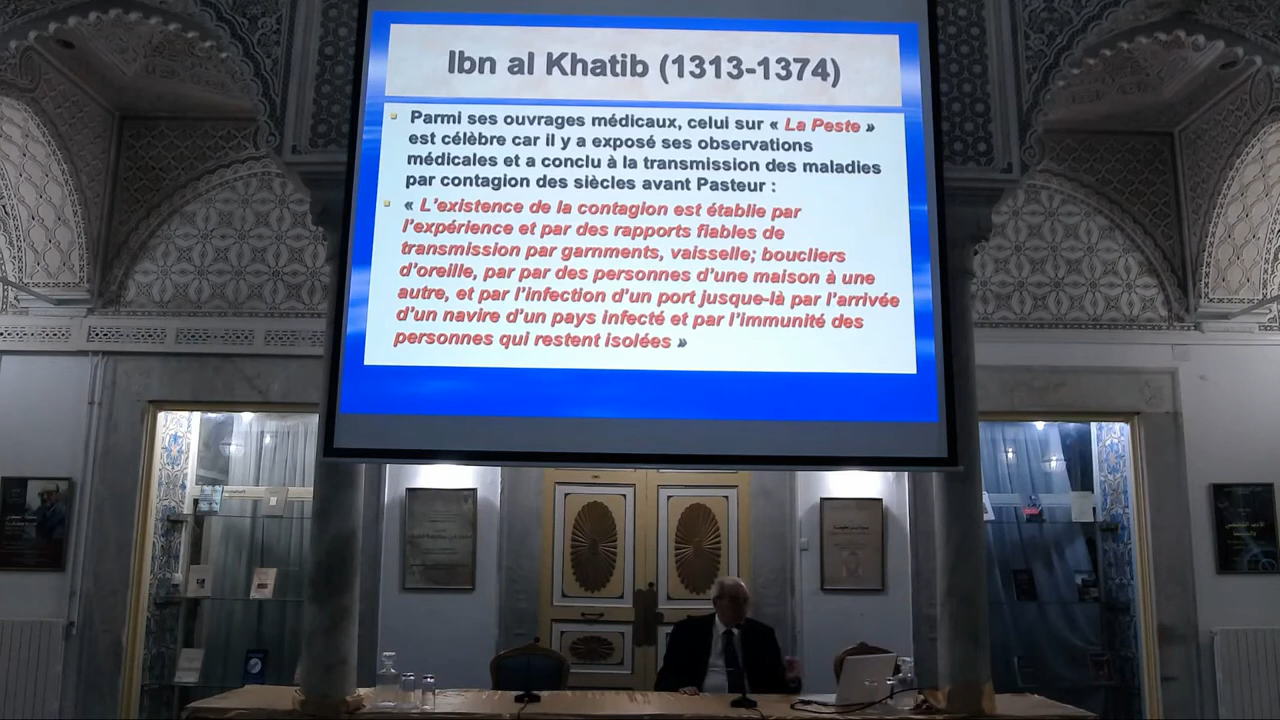 Ibn al Khatib (1313-1374)
Parmi ses ouvrages médicaux, celui sur « La Peste »
est célèbre car il y a exposé ses observations
médicales et a conclu à la transmission des maladies
par contagion des siècles avant Pasteur :
« L'existence de la contagion est établie par
l'expérience et par des rapports fiables de
transmission par garnments, vaisselle; boucliers
d'oreille, par par des personnes d'une maison à une
autre, et par l'infection d'un port jusque-là par l'arrivée
d'un navire d'un pays infecté et par l'immunité des
personnes qui restent isolées »